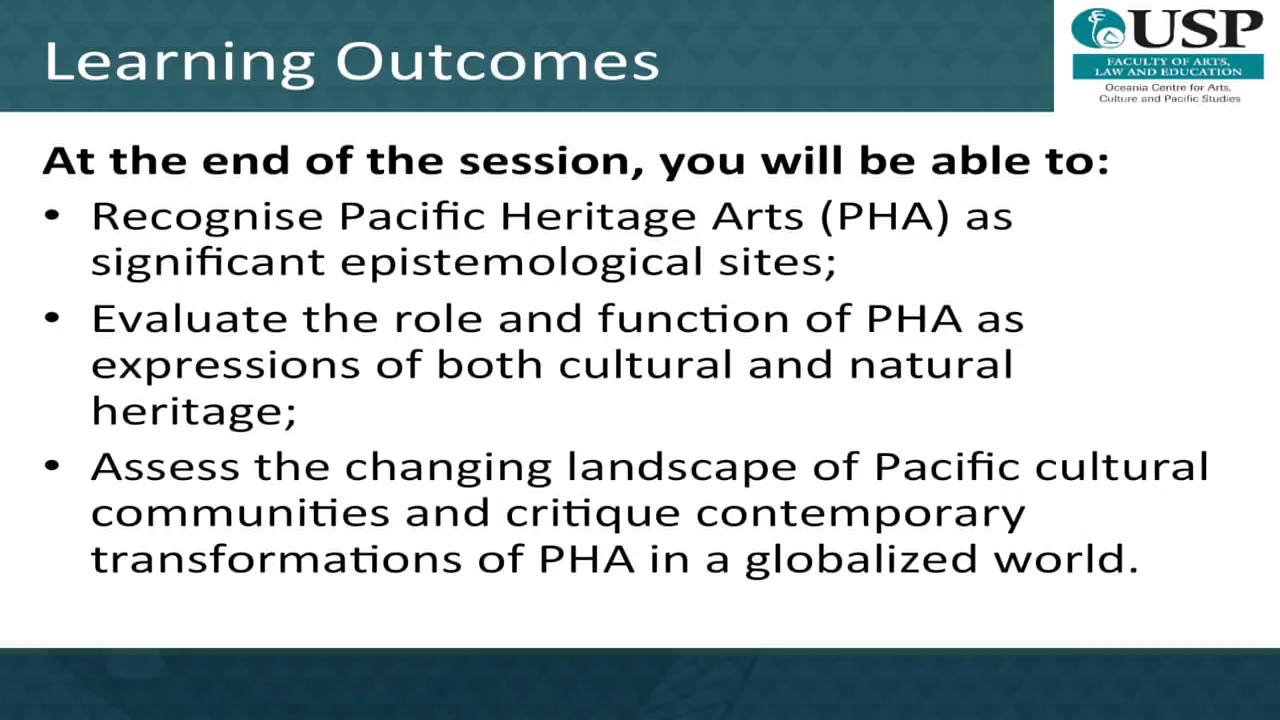 Learning Outcomes
USP
FACULTY OF ARTS,
LAW AND EDUCATION
Oceania Centre for Arts,
Culture and Pacific Studies
At the end of the session, you will be able to:
• Recognise Pacific Heritage Arts (PHA) as
significant epistemological sites;
• Evaluate the role and function of PHA as
expressions of both cultural and natural
heritage;
• Assess the changing landscape of Pacific cultural
communities and critique contemporary
transformations of PHA in a globalized world.